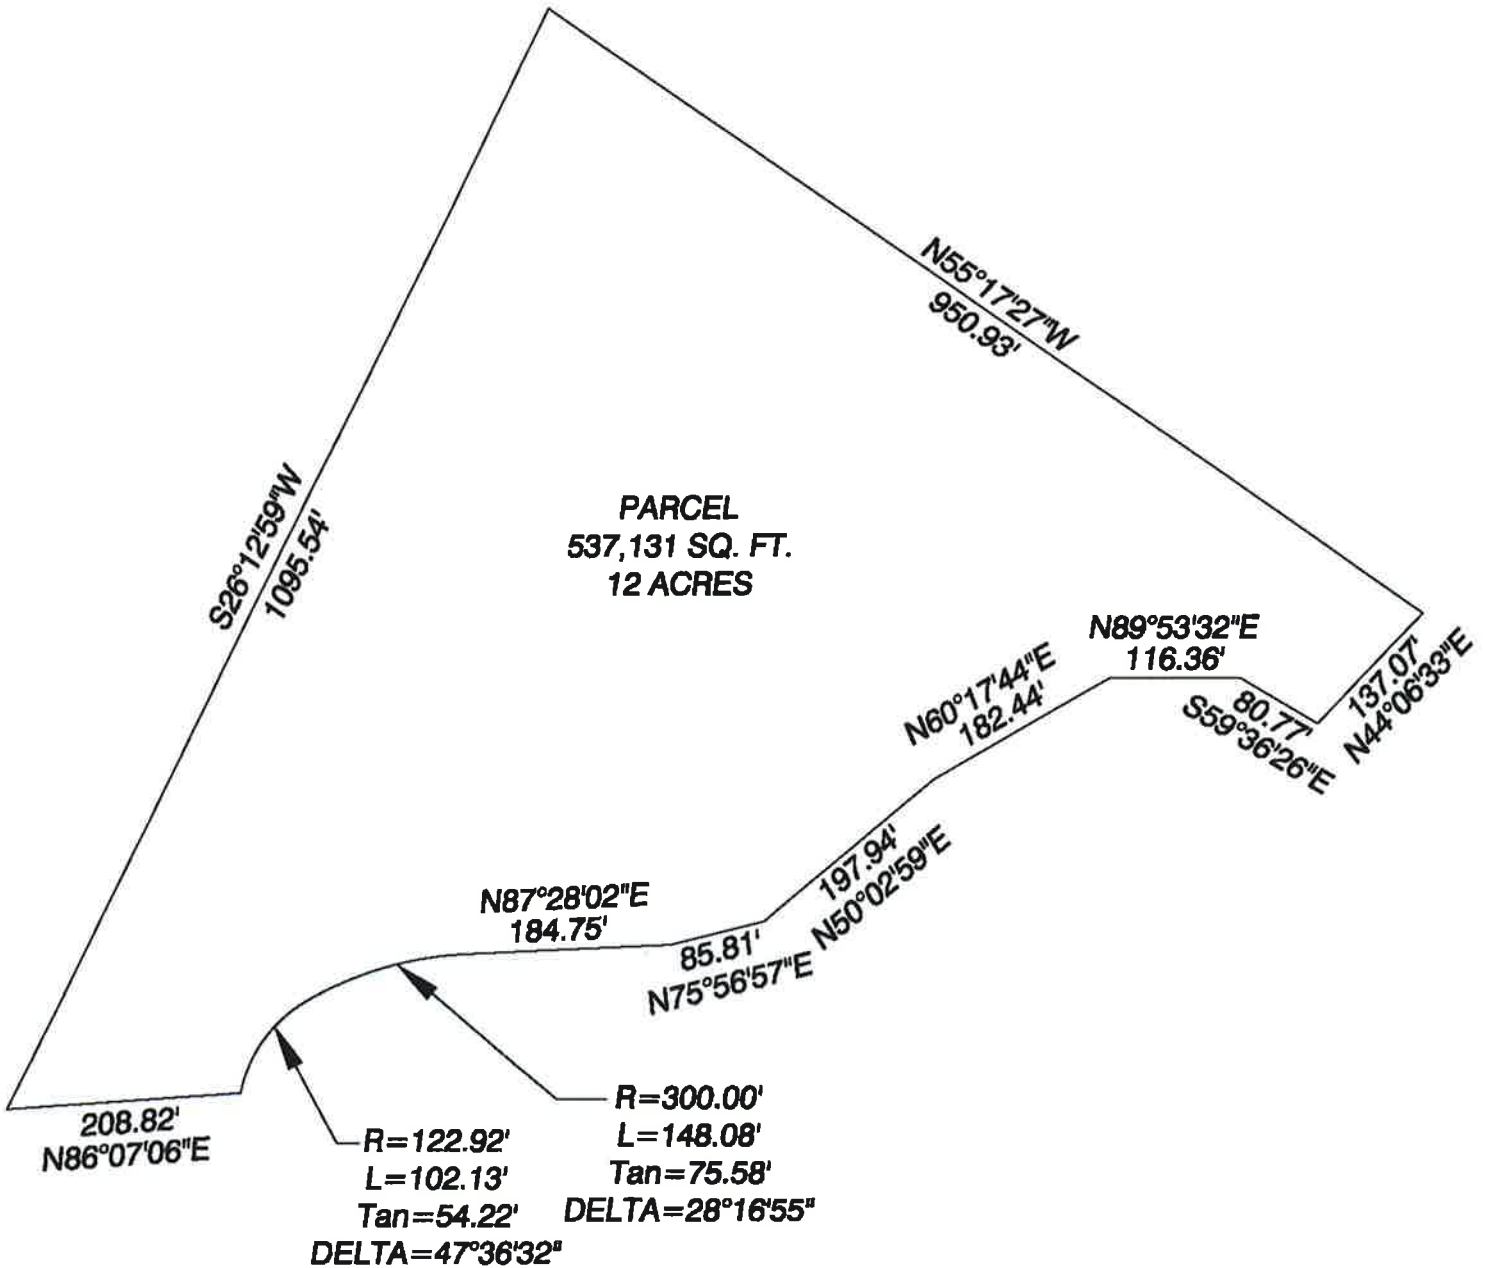 N55°17'27"W
950.93'
S26°12'59"W
1095.54'
PARCEL
537,131 SQ. FT.
12 ACRES
N89°53'32"E
116.36'
137.07'
N44°06'33"E
80.77'
S59°36'26"E
N60°17'44"E
182.44'
197.94'
N50°02'59"E
N87°28'02"E
184.75'
85.81'
N75°56'57"E
208.82'
N86°07'06"E
R=122.92'
L=102.13'
Tan=54.22'
DELTA=47°36'32"
R=300.00'
L=148.08'
Tan=75.58'
DELTA=28°16'55"